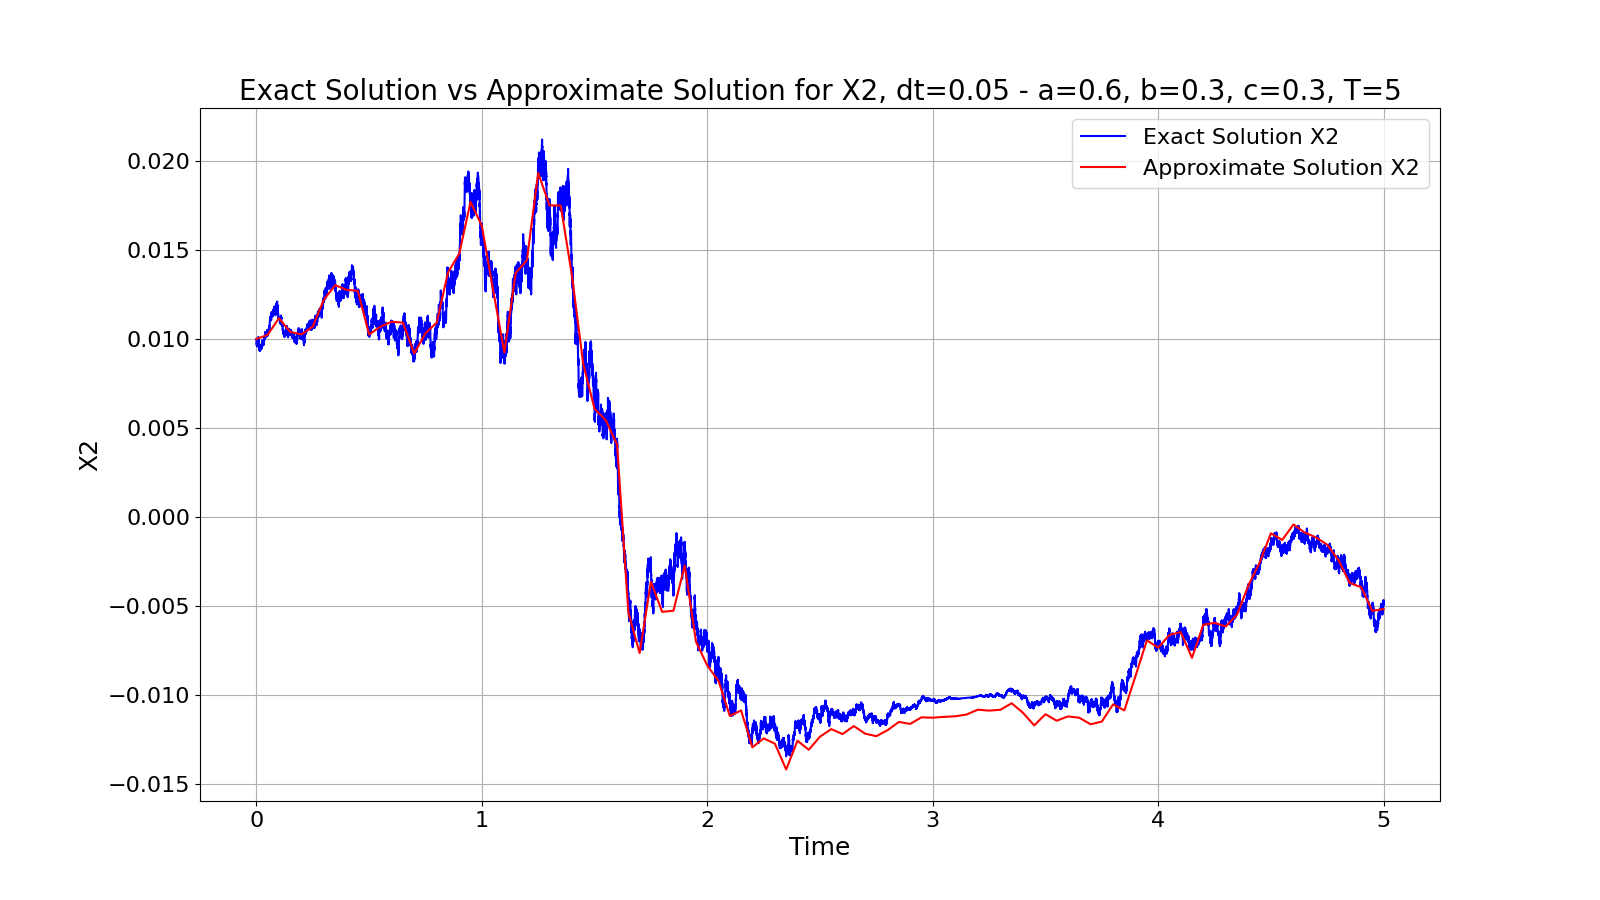 Exact Solution vs Approximate Solution for X2, dt=0.05 - a=0.6, b=0.3, c=0.3, T=5
Exact Solution X2
Approximate Solution X2
0.020
0.015
0.010
0.005
0.000
−0.005
−0.010
−0.015
X2
0 1 2 3 4 5
Time